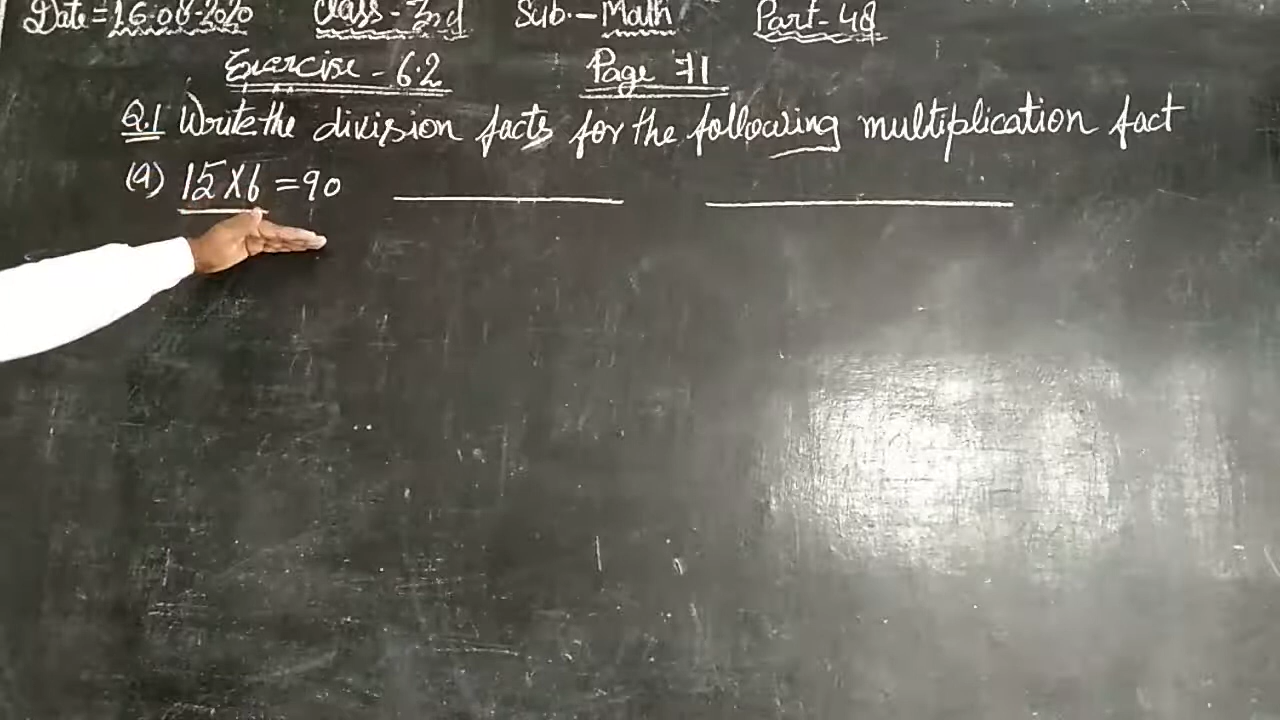 Date = 16.08.2020 Class - 3rd Sub. - Math Part - 48
Exercise - 6.2 Page 71
Q.1 Write the division facts for the following multiplication fact
(a) 15 X 6 = 90